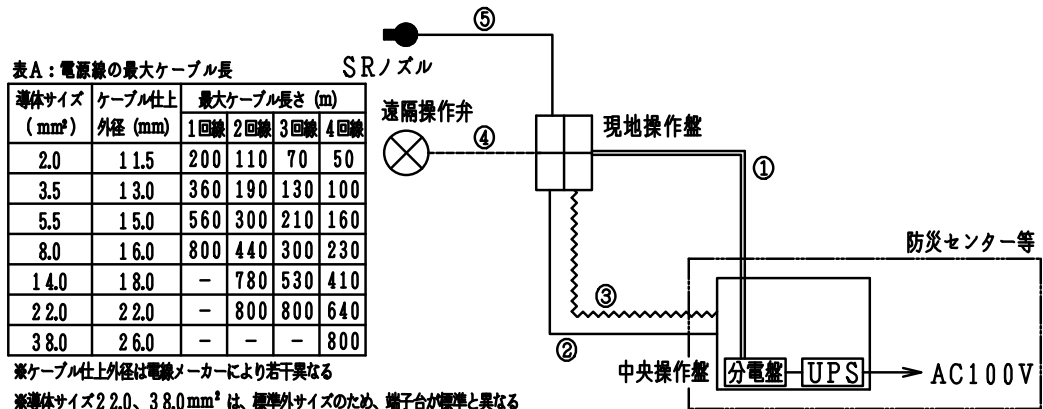 表A:電源線の最大ケーブル長
導体サイズ ケーブル仕上 最大ケーブル長さ (m)
(mm²) 外径 (mm) 1回線 2回線 3回線 4回線
2.0 11.5 200 110 70 50
3.5 13.0 360 190 130 100
5.5 15.0 560 300 210 160
8.0 16.0 800 440 300 230
14.0 18.0 − 780 530 410
22.0 22.0 − 800 800 640
38.0 26.0 − − − 800
※ケーブル仕上外径は電線メーカーにより若干異なる
※導体サイズ22.0、38.0mm² は、標準外サイズのため、端子台が標準と異なる
⑤
SRノズル
遠隔操作弁
④
現地操作盤
①
防災センター等
③
②
中央操作盤
分電盤
UPS
AC100V